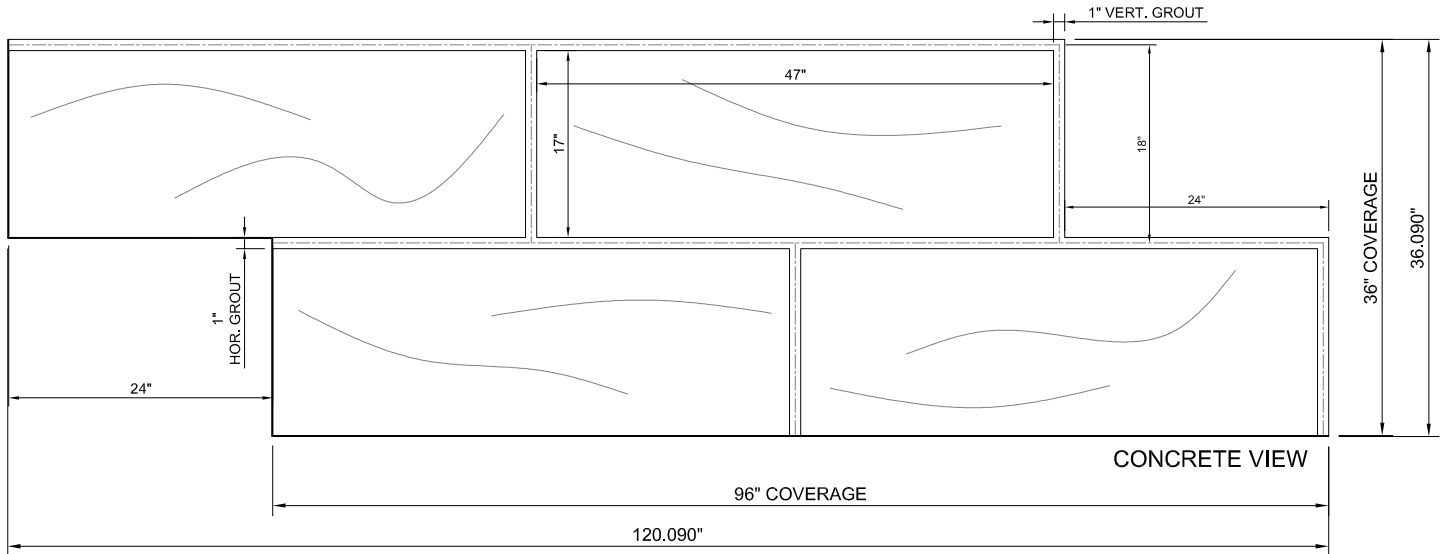 1" VERT. GROUT
47"
17"
18"
24"
36" COVERAGE
36.090"
1"
HOR. GROUT
24"
CONCRETE VIEW
96" COVERAGE
120.090"